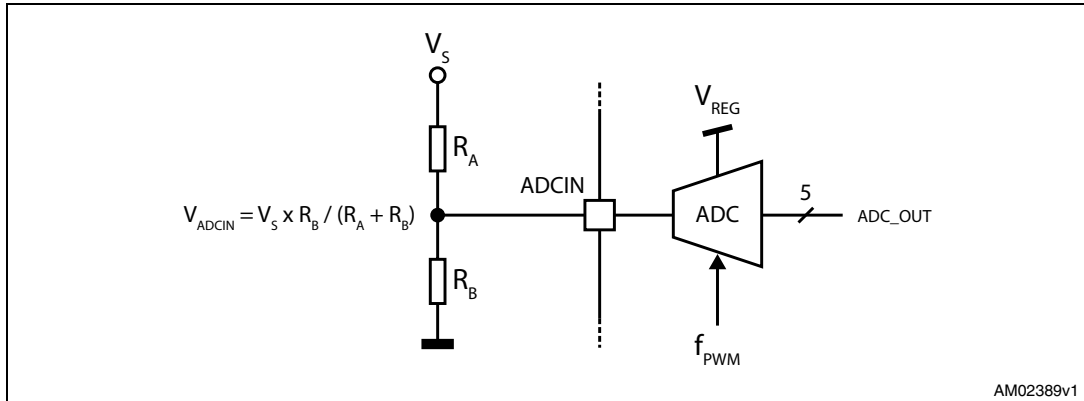 V_S
R_A
V_REG
ADCIN
ADC
5
ADC_OUT
V_ADCIN = V_S x R_B / (R_A + R_B)
R_B
f_PWM
AM02389v1